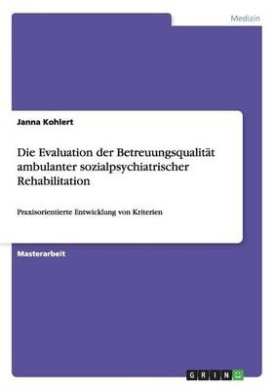 Medizin
Janna Kohlert
Die Evaluation der Betreuungsqualität
ambulanter sozialpsychiatrischer
Rehabilitation
Praxisorientierte Entwicklung von Kriterien
Masterarbeit
GRIN